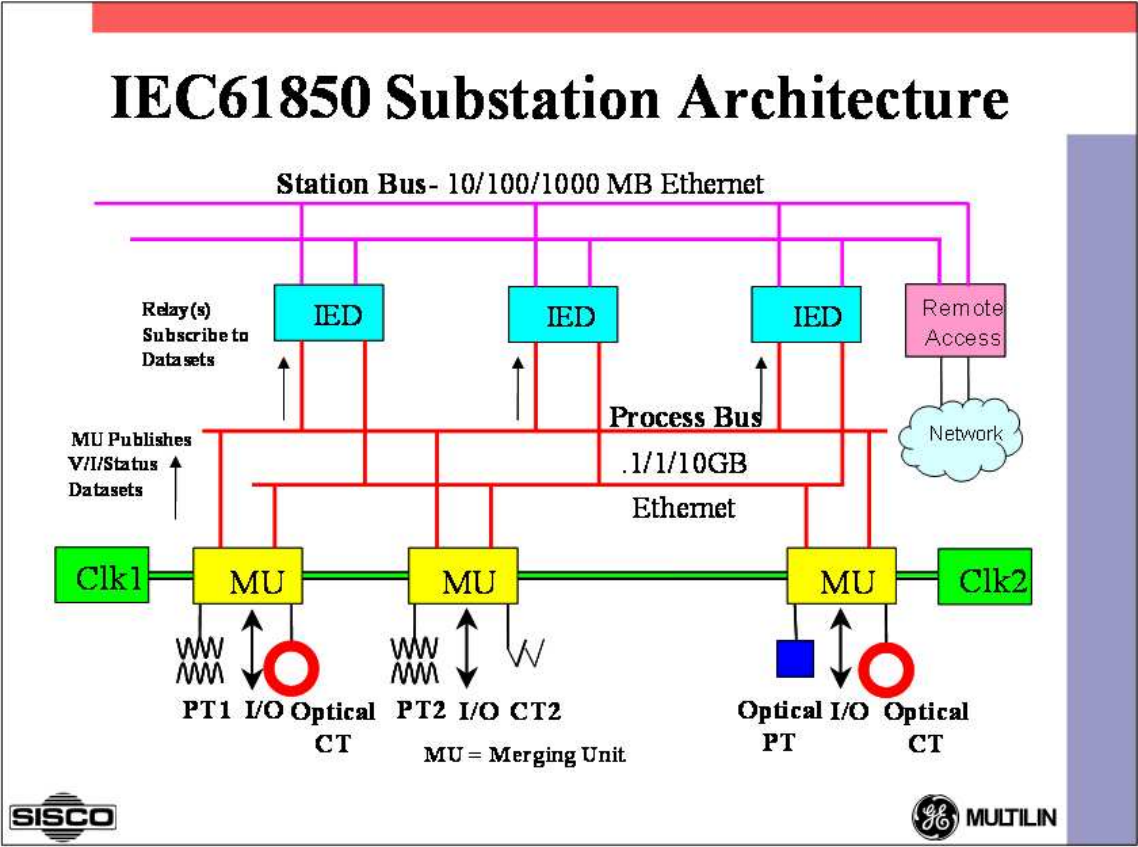 IEC61850 Substation Architecture
Station Bus- 10/100/1000 MB Ethernet
Relay(s)
Subscribe to
Datasets
IED
IED
IED
Remote
Access
Process Bus
.1/1/10GB
Ethernet
Network
MU Publishes
V/I/Status
Datasets
Clk1
MU
MU
MU
Clk2
PT1 I/O Optical
CT
PT2 I/O CT2
Optical I/O Optical
PT CT
MU = Merging Unit
SISCO
GE MULTILIN